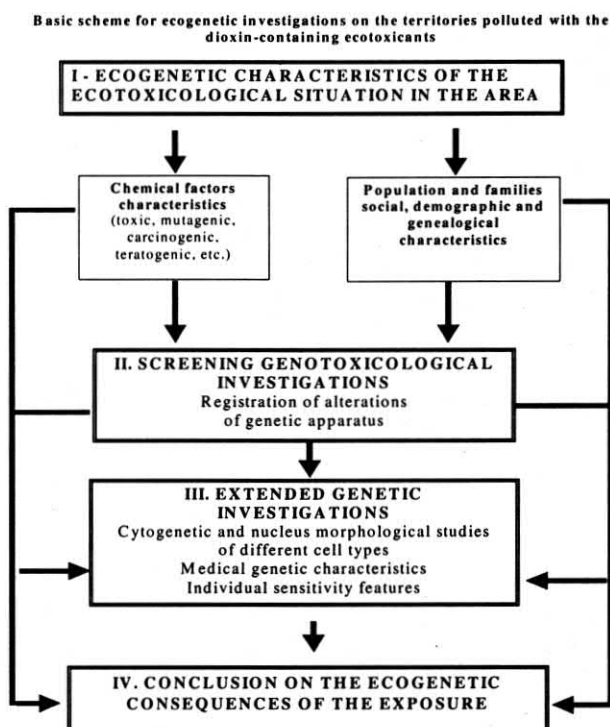 Basic scheme for ecogenetic investigations on the territories polluted with the
dioxin-containing ecotoxicants
I - ECOGENETIC CHARACTERISTICS OF THE
ECOTOXICOLOGICAL SITUATION IN THE AREA
Chemical factors
characteristics
(toxic, mutagenic,
carcinogenic,
teratogenic, etc.)
Population and families
social, demographic and
genealogical
characteristics
II. SCREENING GENOTOXICOLOGICAL
INVESTIGATIONS
Registration of alterations
of genetic apparatus
III. EXTENDED GENETIC
INVESTIGATIONS
Cytogenetic and nucleus morphological studies
of different cell types
Medical genetic characteristics
Individual sensitivity features
IV. CONCLUSION ON THE ECOGENETIC
CONSEQUENCES OF THE EXPOSURE